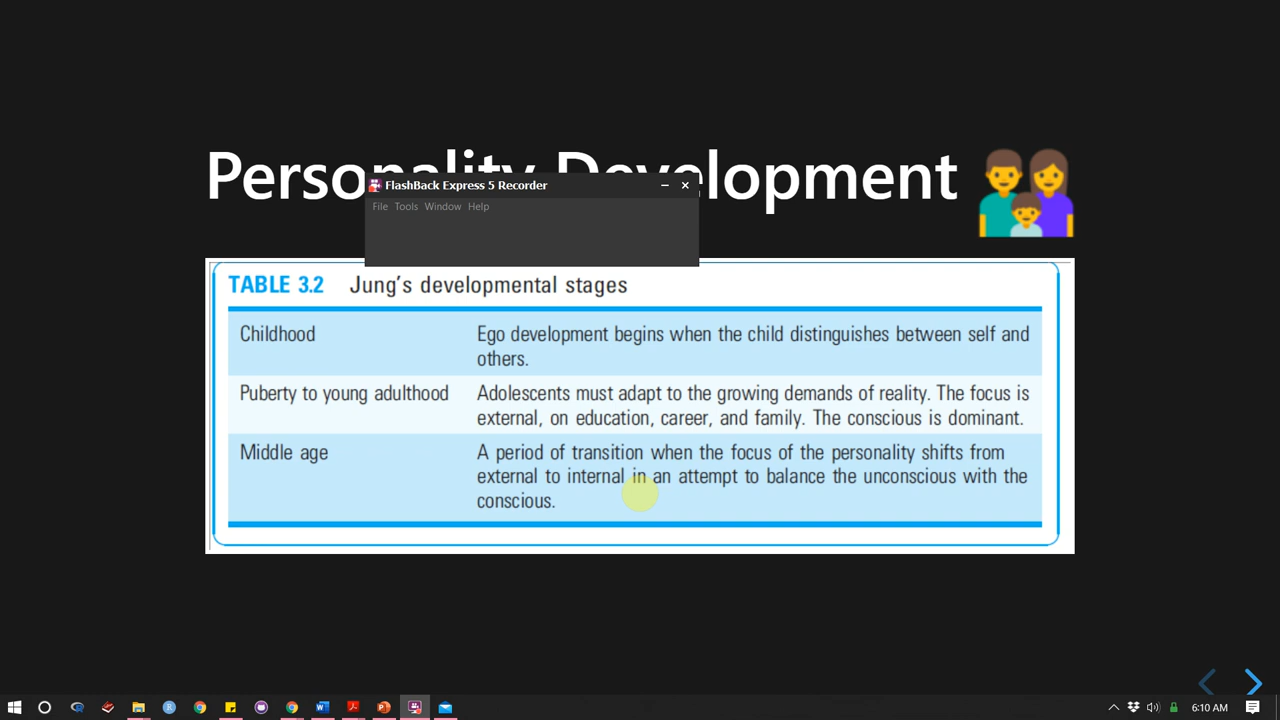 Personality Development
FlashBack Express 5 Recorder
File Tools Window Help
TABLE 3.2 Jung's developmental stages
Childhood Ego development begins when the child distinguishes between self and
others.
Puberty to young adulthood Adolescents must adapt to the growing demands of reality. The focus is
external, on education, career, and family. The conscious is dominant.
Middle age A period of transition when the focus of the personality shifts from
external to internal in an attempt to balance the unconscious with the
conscious.
6:10 AM